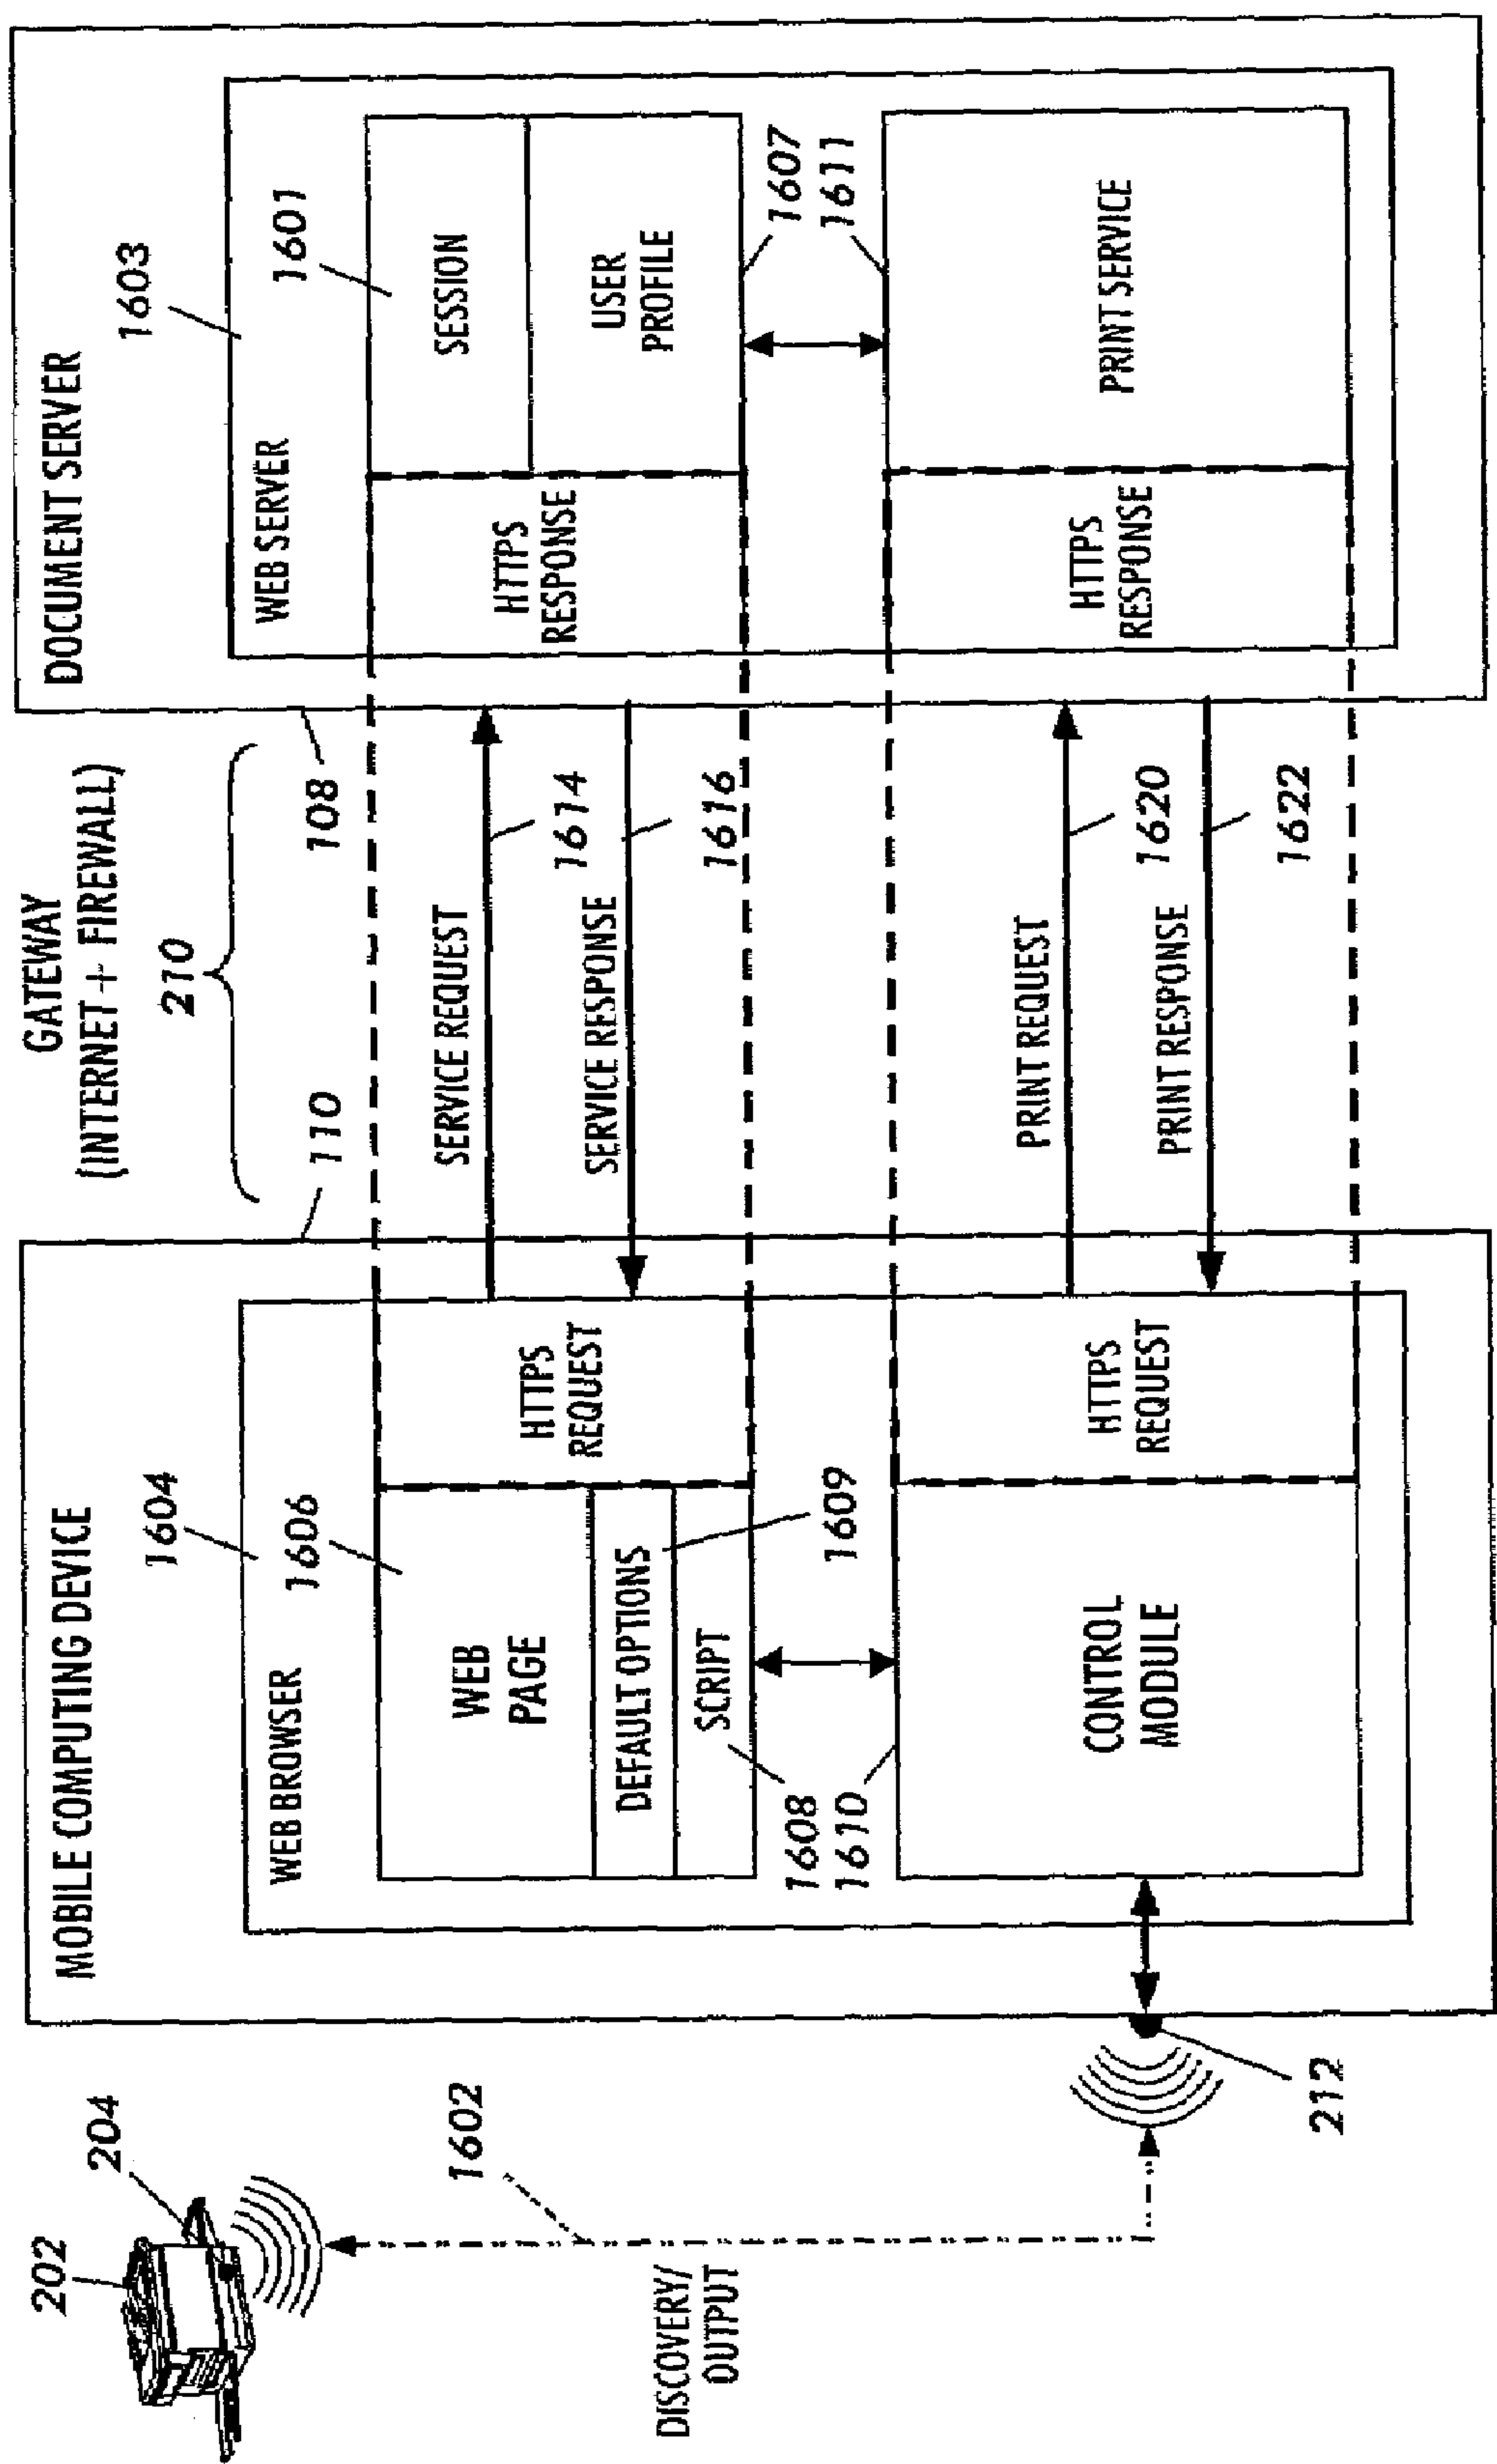 GATEWAY
(INTERNET + FIREWALL)
210
110
108
MOBILE COMPUTING DEVICE
1604
WEB BROWSER
1606
WEB
PAGE
DEFAULT OPTIONS
SCRIPT
HTTPS
REQUEST
1608
1610
1609
CONTROL
MODULE
HTTPS
REQUEST
202
204
1602
DISCOVERY/
OUTPUT
212
SERVICE REQUEST
1614
SERVICE RESPONSE
1616
PRINT REQUEST
1620
PRINT RESPONSE
1622
DOCUMENT SERVER
1603
WEB SERVER
1601
HTTPS
RESPONSE
SESSION
USER
PROFILE
1607
1611
HTTPS
RESPONSE
PRINT SERVICE